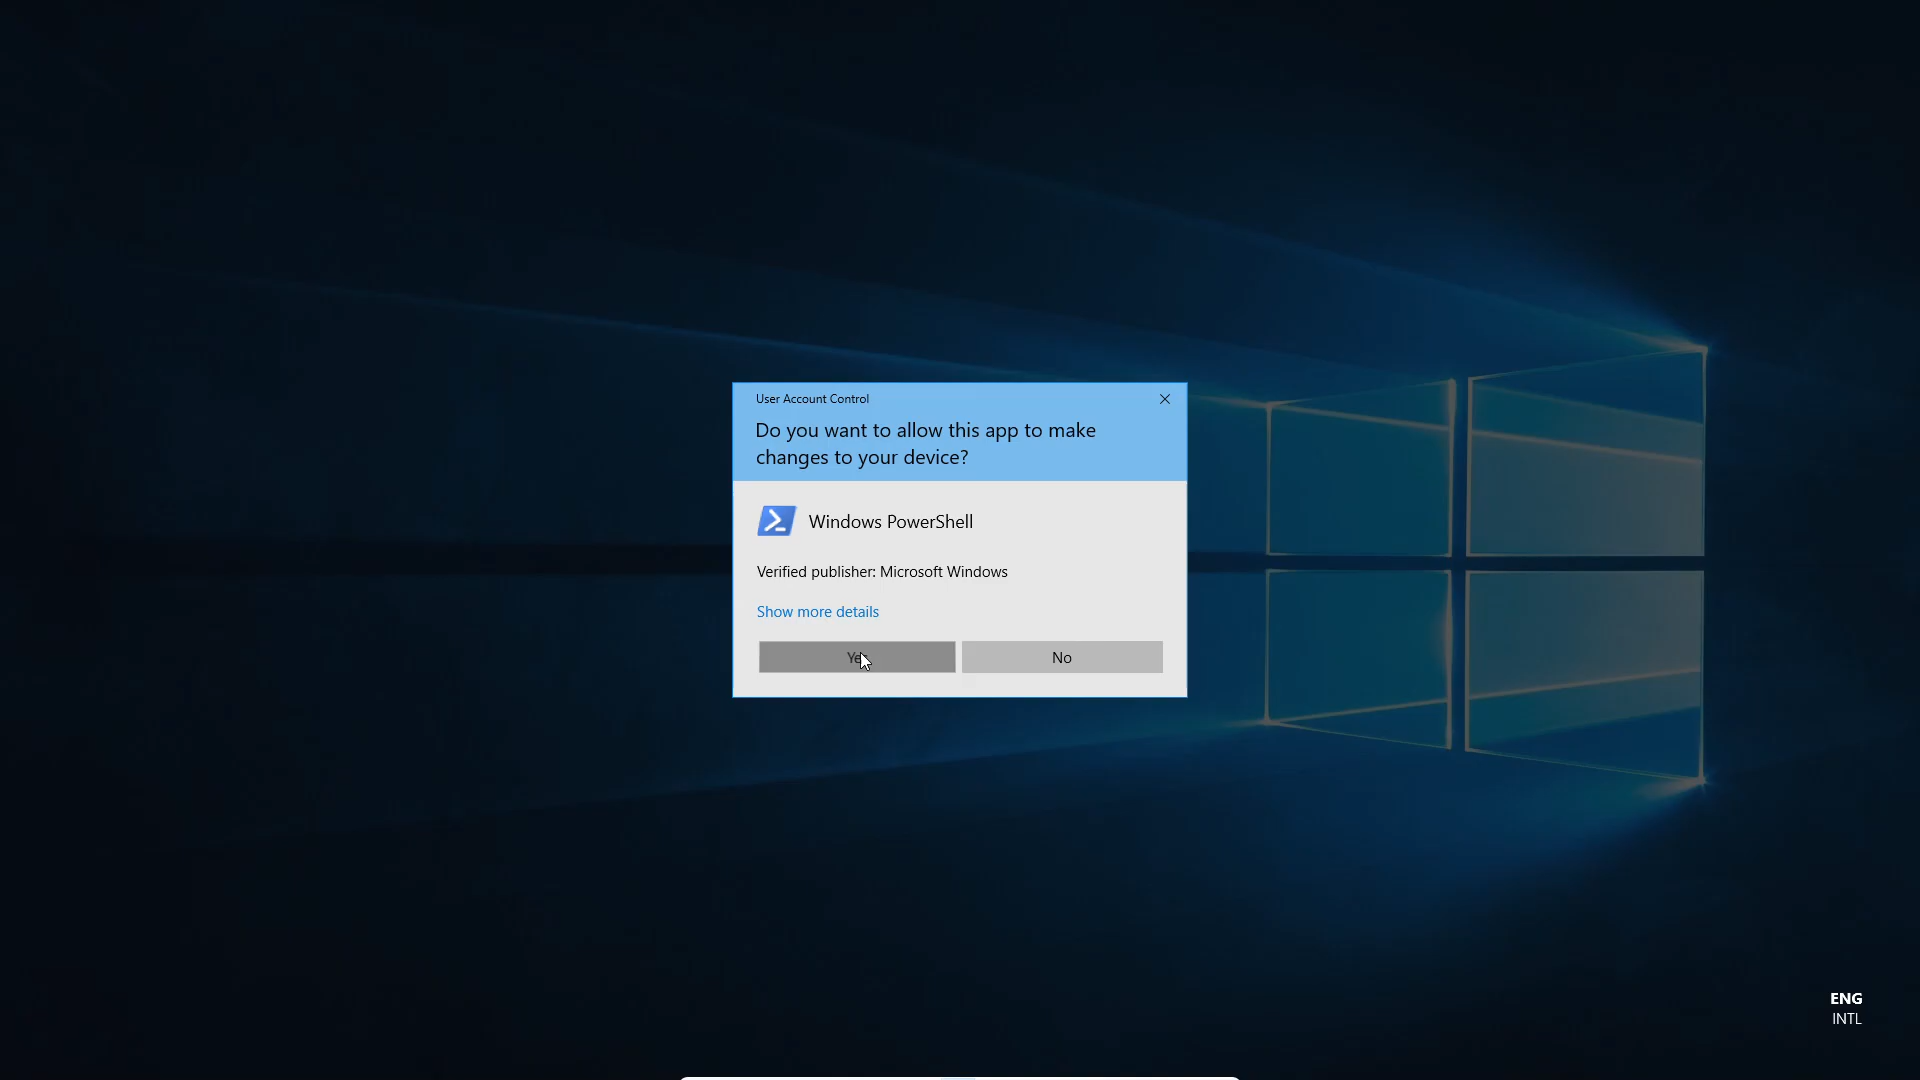 User Account Control
Do you want to allow this app to make
changes to your device?
Windows PowerShell
Verified publisher: Microsoft Windows
Show more details
No
ENG
INTL